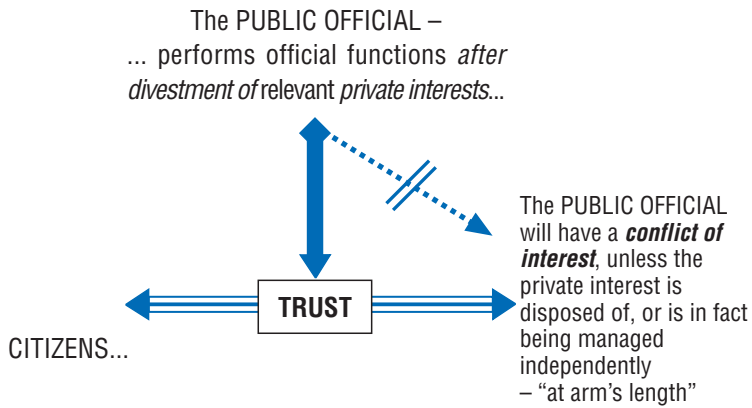 The PUBLIC OFFICIAL –
... performs official functions after
divestment of relevant private interests...
The PUBLIC OFFICIAL
will have a conflict of
interest, unless the
private interest is
disposed of, or is in fact
being managed
independently
– “at arm’s length”
TRUST
CITIZENS...